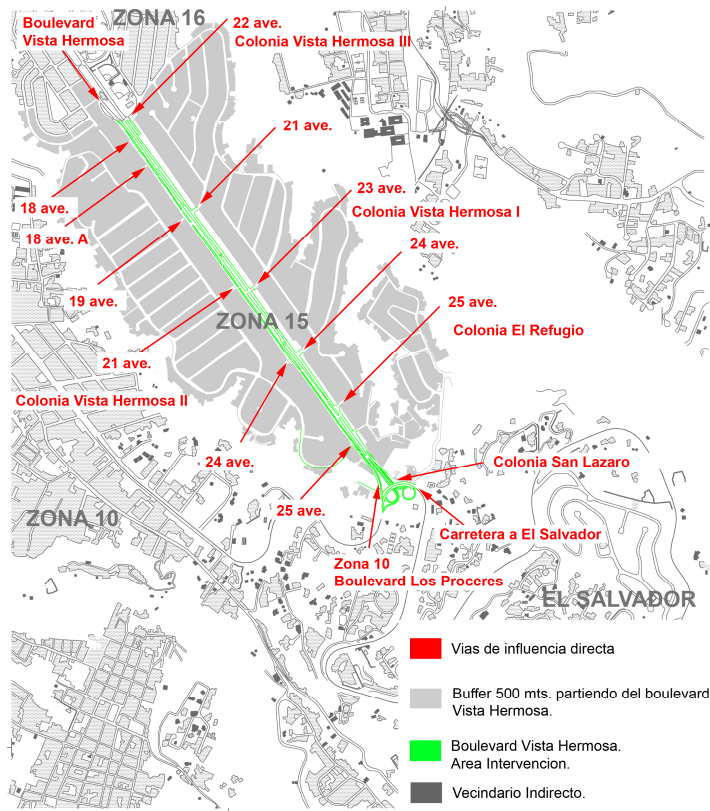 ZONA 16
Boulevard
Vista Hermosa
22 ave.
Colonia Vista Hermosa III
21 ave.
23 ave.
18 ave.
Colonia Vista Hermosa I
18 ave. A
24 ave.
19 ave.
25 ave.
ZONA 15
Colonia El Refugio
21 ave.
Colonia Vista Hermosa II
24 ave.
Colonia San Lazaro
25 ave.
ZONA 10
Carretera a El Salvador
Zona 10
Boulevard Los Proceres
EL SALVADOR
Vias de influencia directa
Buffer 500 mts. partiendo del boulevard
Vista Hermosa.
Boulevard Vista Hermosa.
Area Intervencion.
Vecindario Indirecto.